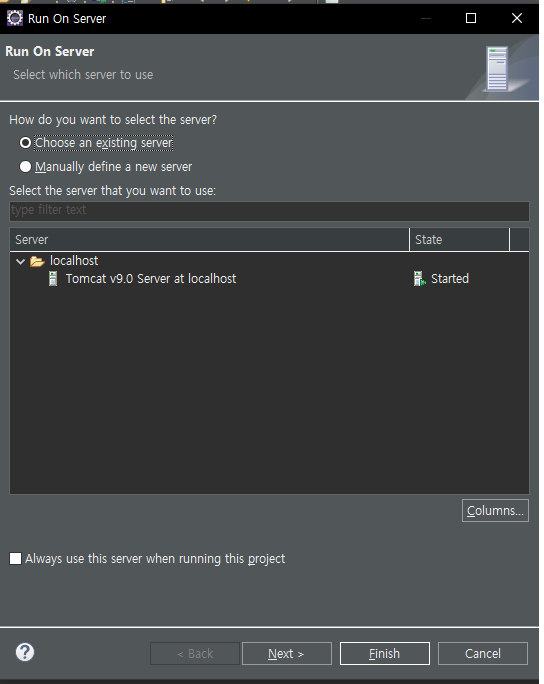 Run On Server
Run On Server
Select which server to use
How do you want to select the server?
Choose an existing server
Manually define a new server
Select the server that you want to use:
type filter text
Server State
localhost
Tomcat v9.0 Server at localhost Started
Columns...
Always use this server when running this project
? < Back Next > Finish Cancel